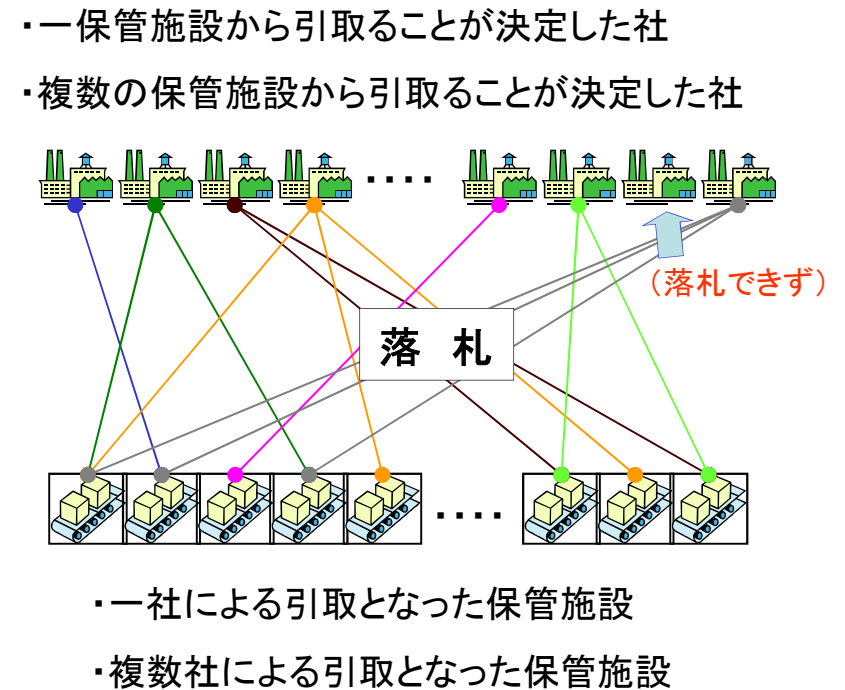 ・一保管施設から引取ることが決定した社
・複数の保管施設から引取ることが決定した社
・・・・
（落札できず）
落　札
・・・・
・一社による引取となった保管施設
・複数社による引取となった保管施設